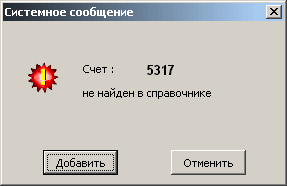 Системное сообщение
Счет : 5317
не найден в справочнике
Добавить Отменить